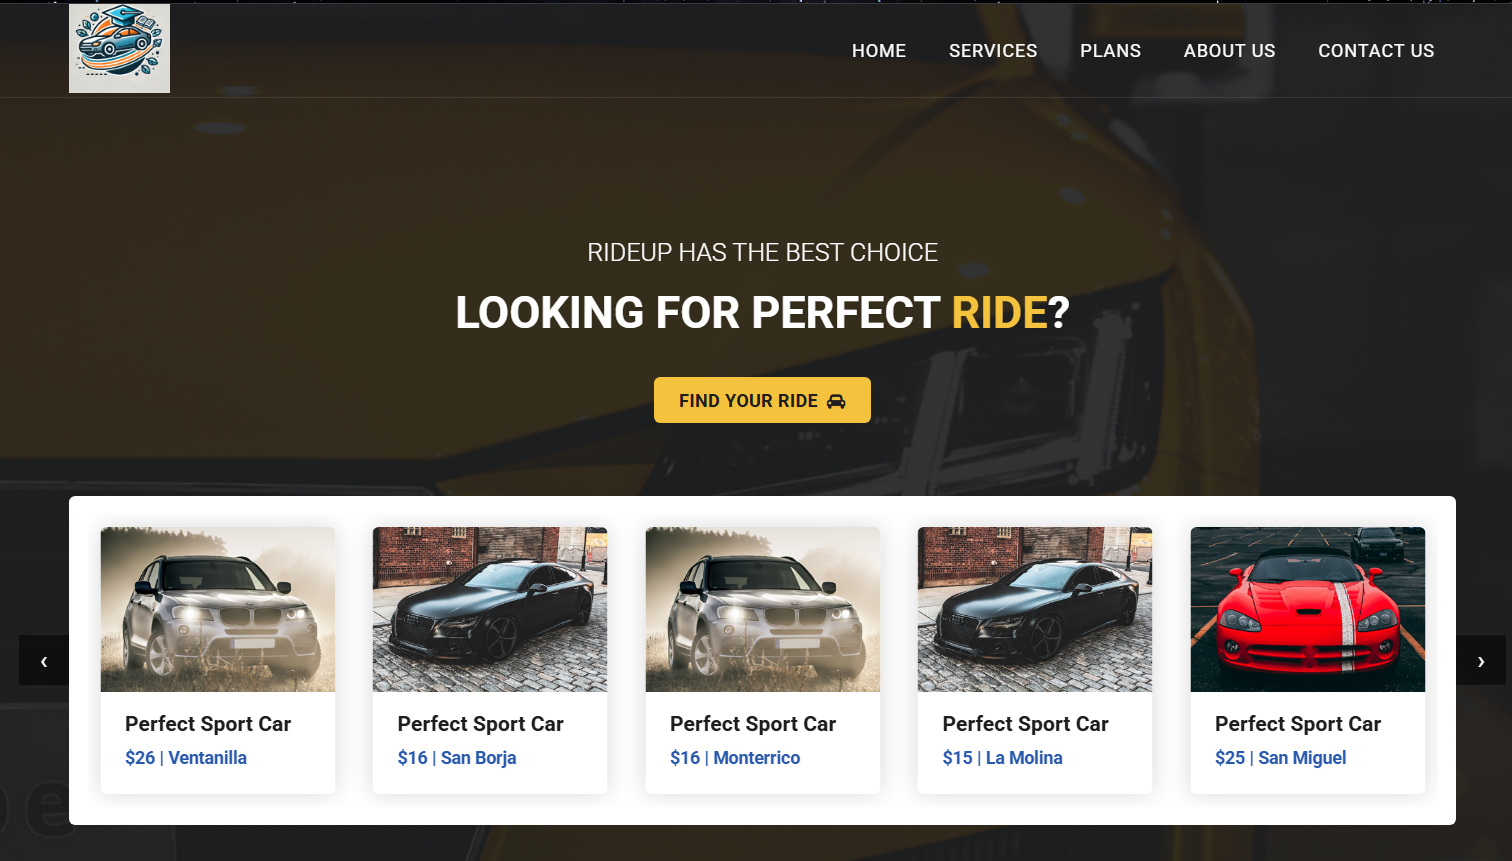 HOME SERVICES PLANS ABOUT US CONTACT US
RIDEUP HAS THE BEST CHOICE
LOOKING FOR PERFECT RIDE?
FIND YOUR RIDE
‹
›
Perfect Sport Car
$26 | Ventanilla
Perfect Sport Car
$16 | San Borja
Perfect Sport Car
$16 | Monterrico
Perfect Sport Car
$15 | La Molina
Perfect Sport Car
$25 | San Miguel